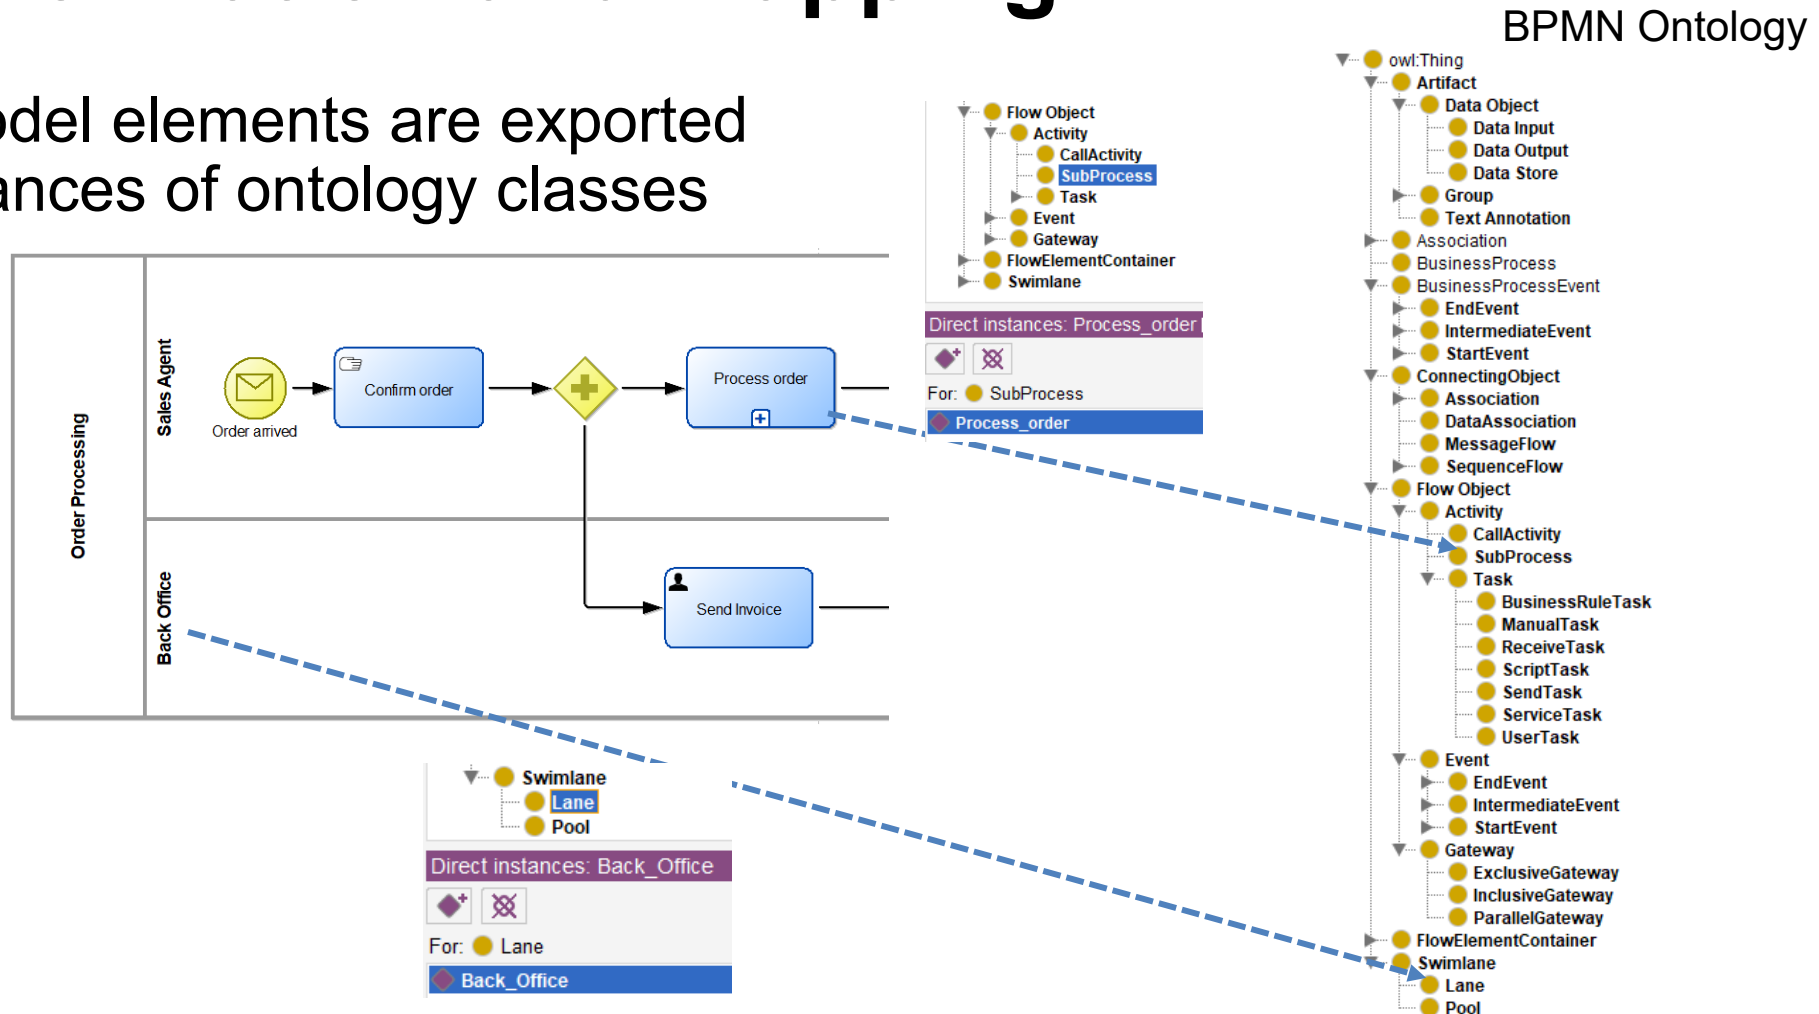 BPMN Ontology
odel elements are exported
ances of ontology classes
Order Processing
Sales Agent
Back Office
Order arrived
Confirm order
Process order
Send Invoice
Flow Object
Activity
CallActivity
SubProcess
Task
Event
Gateway
FlowElementContainer
Swimlane
Direct instances: Process_order
For: SubProcess
Process_order
Swimlane
Lane
Pool
Direct instances: Back_Office
For: Lane
Back_Office
owl:Thing
Artifact
Data Object
Data Input
Data Output
Data Store
Group
Text Annotation
Association
BusinessProcess
BusinessProcessEvent
EndEvent
IntermediateEvent
StartEvent
ConnectingObject
Association
DataAssociation
MessageFlow
SequenceFlow
Flow Object
Activity
CallActivity
SubProcess
Task
BusinessRuleTask
ManualTask
ReceiveTask
ScriptTask
SendTask
ServiceTask
UserTask
Event
EndEvent
IntermediateEvent
StartEvent
Gateway
ExclusiveGateway
InclusiveGateway
ParallelGateway
FlowElementContainer
Swimlane
Lane
Pool